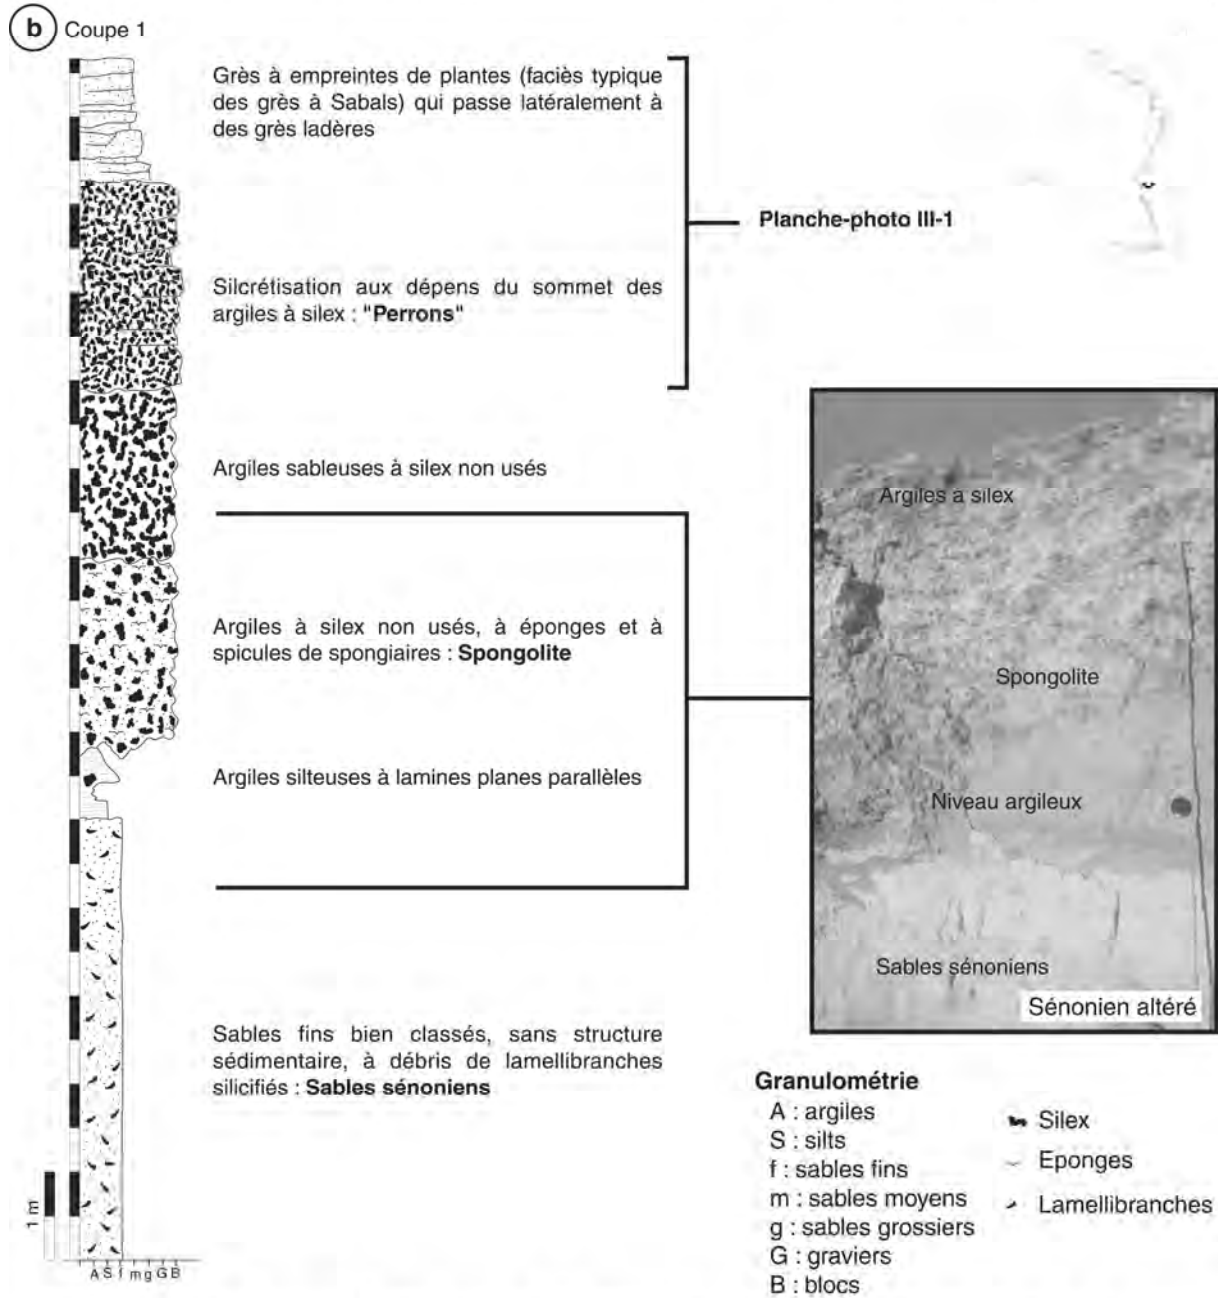 b Coupe 1
Grès à empreintes de plantes (faciès typique
des grès à Sabals) qui passe latéralement à
des grès ladères
Planche-photo III-1
Silcrétisation aux dépens du sommet des
argiles à silex : "Perrons"
Argiles sableuses à silex non usés
Argiles à silex non usés, à éponges et à
spicules de spongiaires : Spongolite
Argiles silteuses à lamines planes parallèles
Sables fins bien classés, sans structure
sédimentaire, à débris de lamellibranches
silicifiés : Sables sénoniens
1 m
A S f m g G B
Argiles a silex
Spongolite
Niveau argileux
Sables sénoniens
Sénonien altéré
Granulométrie
A : argiles
S : silts
f : sables fins
m : sables moyens
g : sables grossiers
G : graviers
B : blocs
Silex
Eponges
Lamellibranches